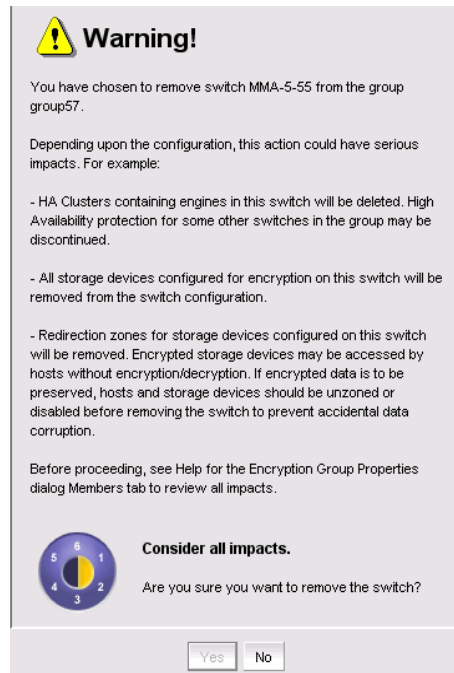 Warning!
You have chosen to remove switch MMA-5-55 from the group
group57.
Depending upon the configuration, this action could have serious
impacts. For example:
- HA Clusters containing engines in this switch will be deleted. High
Availability protection for some other switches in the group may be
discontinued.
- All storage devices configured for encryption on this switch will be
removed from the switch configuration.
- Redirection zones for storage devices configured on this switch
will be removed. Encrypted storage devices may be accessed by
hosts without encryption/decryption. If encrypted data is to be
preserved, hosts and storage devices should be unzoned or
disabled before removing the switch to prevent accidental data
corruption.
Before proceeding, see Help for the Encryption Group Properties
dialog Members tab to review all impacts.
6
5 1
4 2
3
Consider all impacts.
Are you sure you want to remove the switch?
Yes No